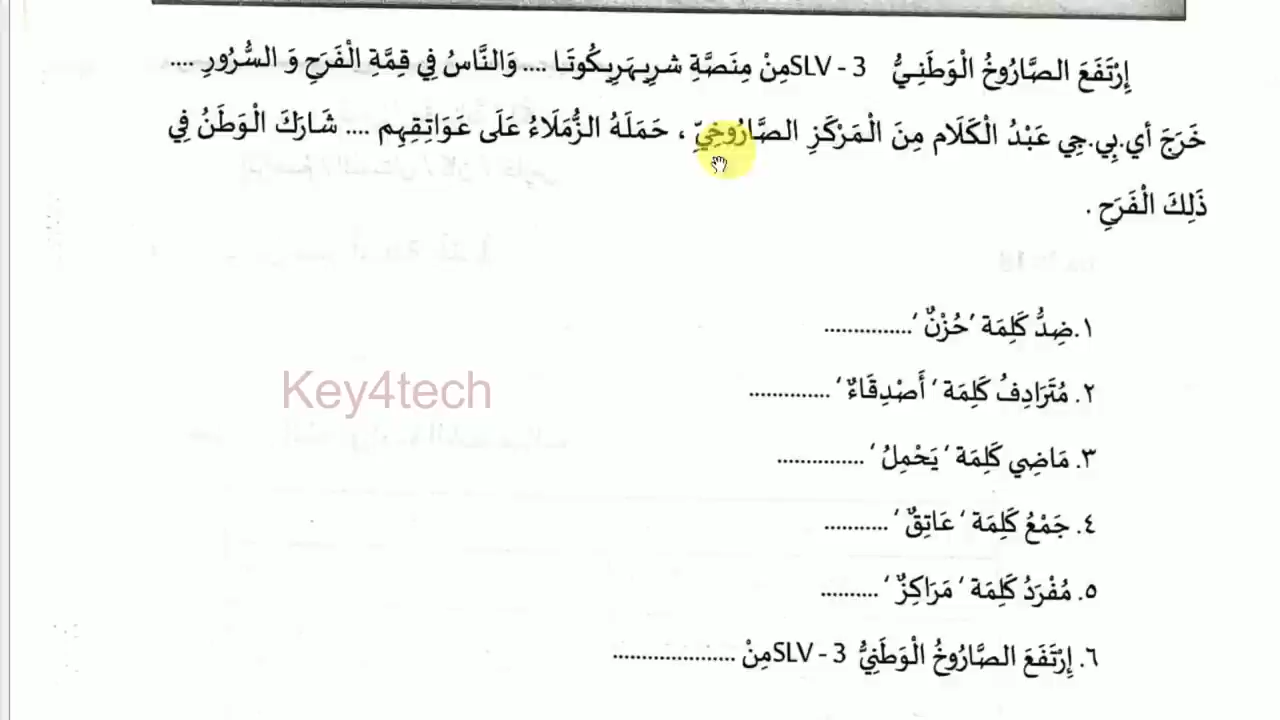 إِرْتَفَعَ الصَّارُوخُ الْوَطَنِيُّ SLV - 3 مِنْ مِنَصَّةِ شرِيهَرِيكُوتَا .... وَالنَّاسُ فِي قِمَّةِ الْفَرَحِ وَ السُّرُورِ ....
خَرَجَ أي.بِي.جِي عَبْدُ الْكَلَام مِنَ الْمَرْكَزِ الصَّارُوخِيِّ ، حَمَلَهُ الزُّمَلَاءُ عَلَى عَوَاتِقِهِم .... شَارَكَ الْوَطَنُ فِي
ذَلِكَ الْفَرَحِ .
١. ضِدُّ كَلِمَة ’حُزْنٌ ‘ ...............
Key4tech
٢. مُتَرَادِفُ كَلِمَة ’ أَصْدِقَاءٌ ‘ ..............
٣. مَاضِي كَلِمَة ’ يَحْمِلُ ‘ ...............
٤. جَمْعُ كَلِمَة ’ عَاتِقٌ ‘ ...........
٥. مُفْرَدُ كَلِمَة ’ مَرَاكِزٌ ‘ ..........
٦. إِرْتَفَعَ الصَّارُوخُ الْوَطَنِيُّ SLV - 3 مِنْ .....................